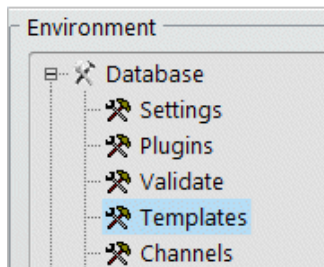 Environment
Database
Settings
Plugins
Validate
Templates
Channels